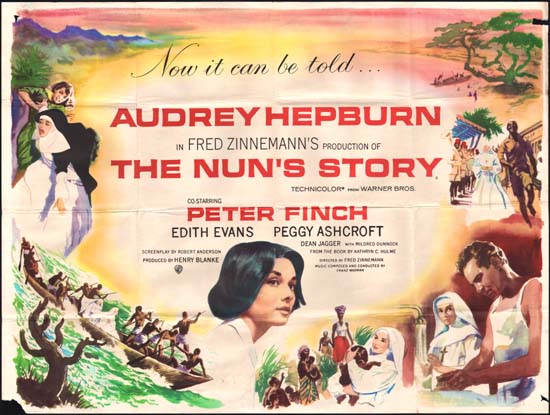 Now it can be told...
AUDREY HEPBURN
IN FRED ZINNEMANN'S PRODUCTION OF
THE NUN'S STORY
TECHNICOLOR® FROM WARNER BROS.
CO-STARRING
PETER FINCH
EDITH EVANS PEGGY ASHCROFT
DEAN JAGGER WITH MILDRED DUNNOCK
SCREENPLAY BY ROBERT ANDERSON
FROM THE BOOK BY KATHRYN C. HULME
PRODUCED BY HENRY BLANKE
DIRECTED BY FRED ZINNEMANN
MUSIC COMPOSED AND CONDUCTED BY
FRANZ WAXMAN
WB